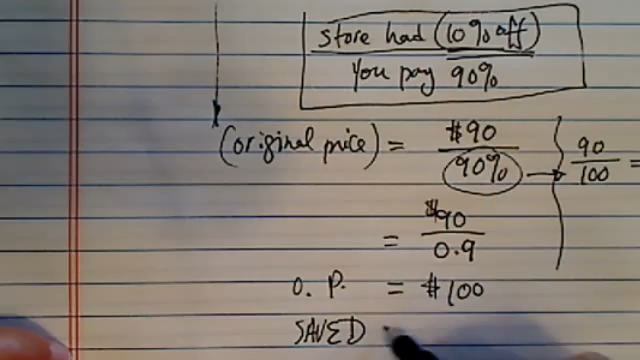 store had (10% off)
You pay 90%
(original price) = $90 / 90% → 90 / 100 =
= $90 / 0.9
O. P. = $100
SAVED